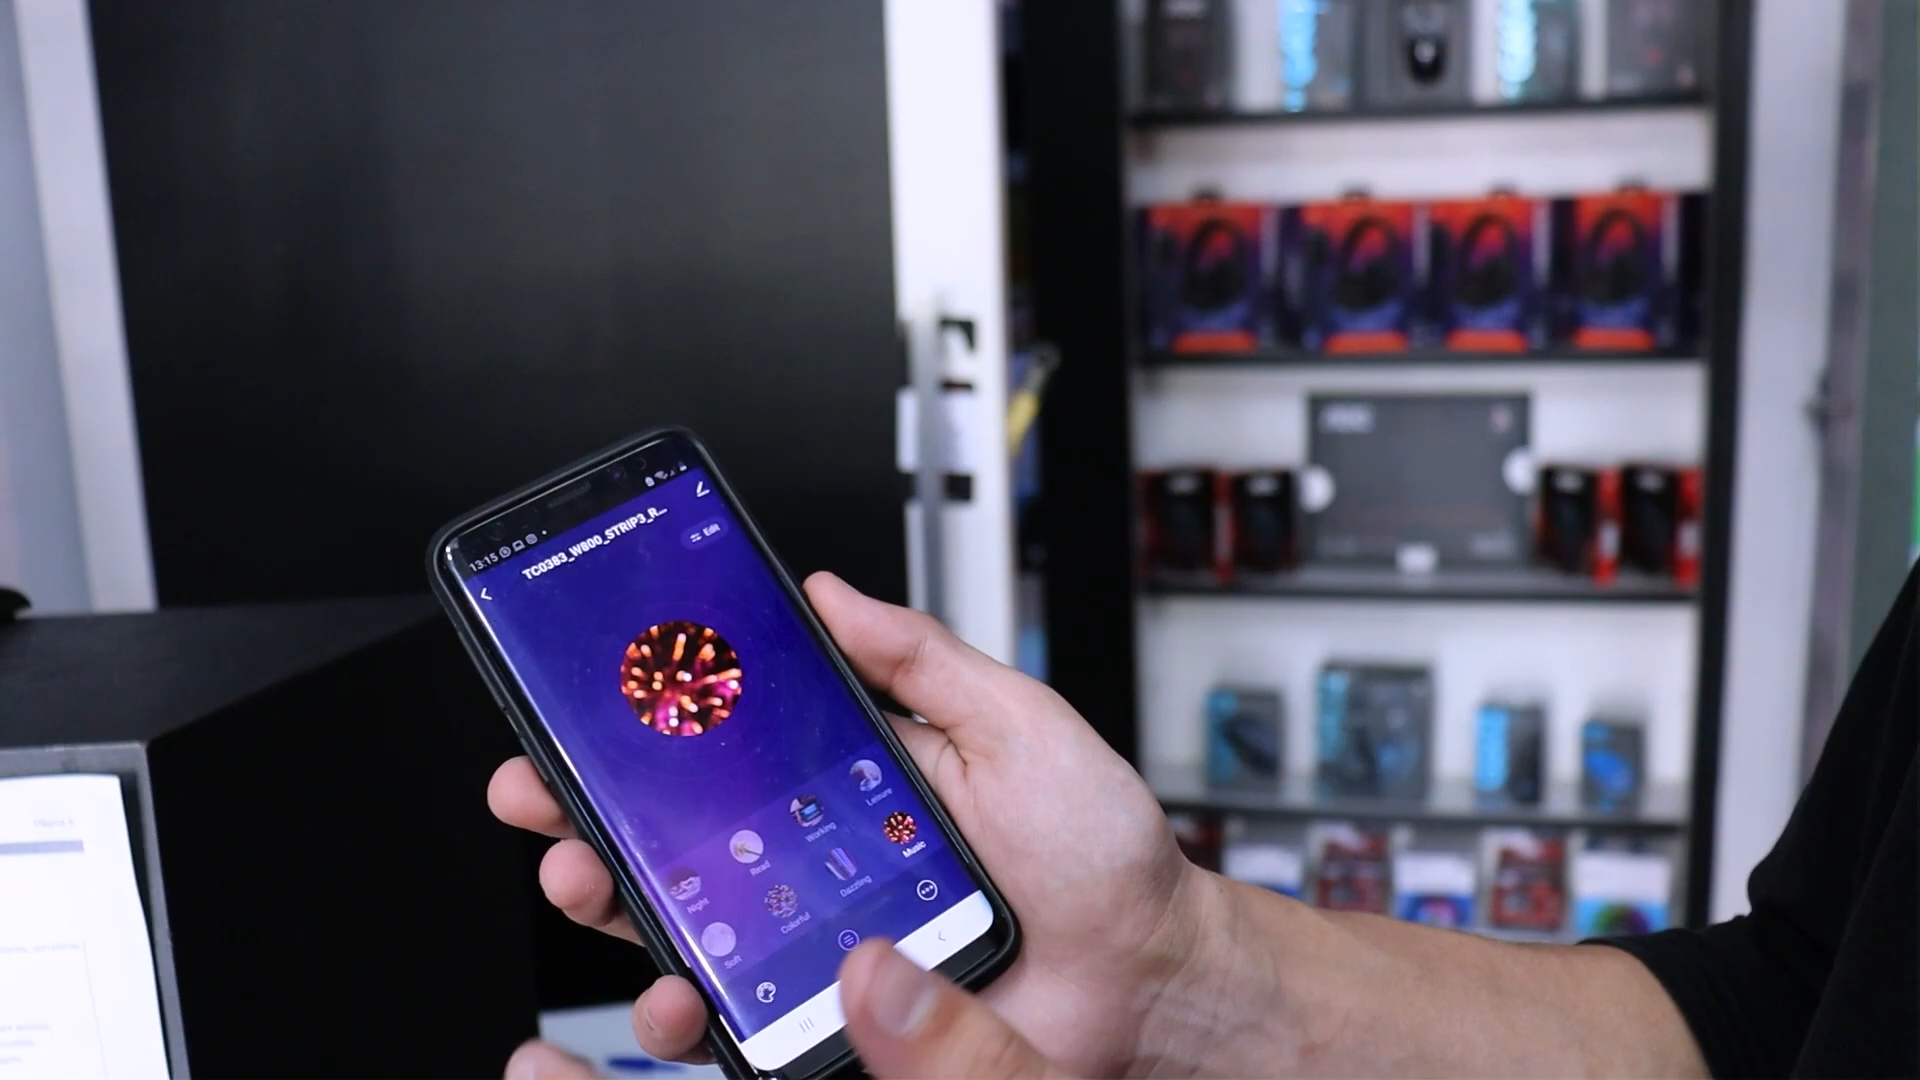 13:15
TC0383_W800_STRIP3_R...
Edit
Night
Read
Working
Leisure
Soft
Colorful
Dazzling
Music